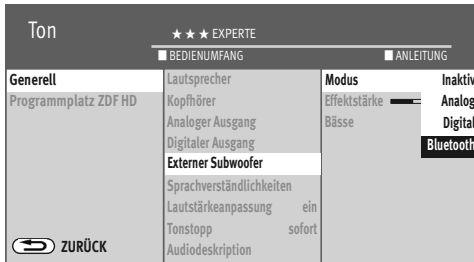 Ton
★★★ EXPERTE
BEDIENUMFANG
ANLEITUNG
Generell
Programmplatz ZDF HD
Lautsprecher
Kopfhörer
Analoger Ausgang
Digitaler Ausgang
Externer Subwoofer
Sprachverständlichkeiten
Lautstärkeanpassung ein
Tonstopp sofort
Audiodeskription
Modus
Effektstärke
Bässe
Inaktiv
Analog
Digital
Bluetooth
ZURÜCK